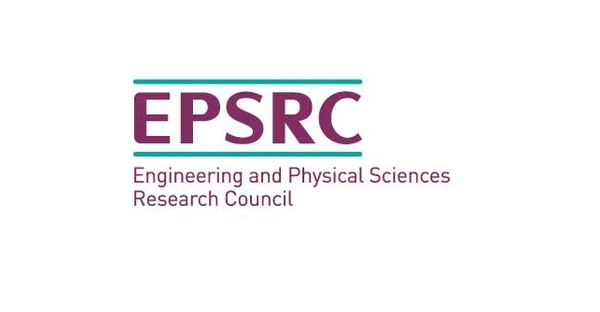 EPSRC
Engineering and Physical Sciences
Research Council